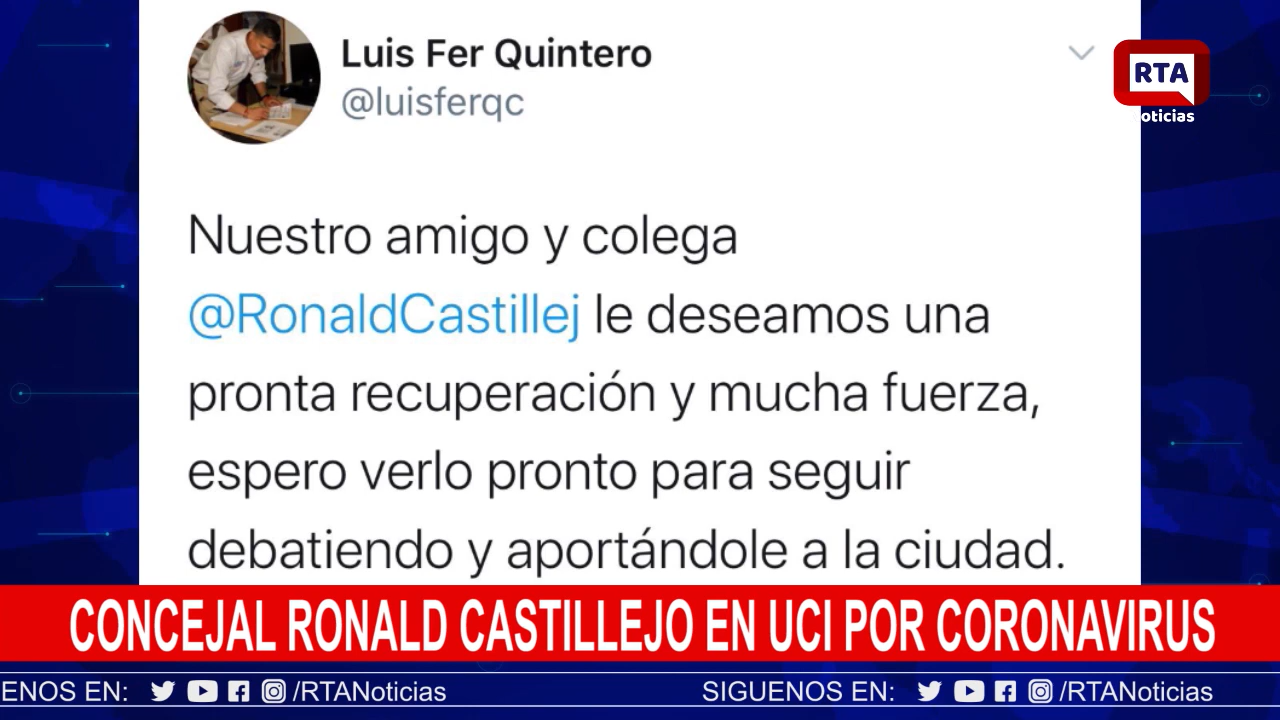 Luis Fer Quintero
@luisferqc
RTA
oticias
Nuestro amigo y colega
@RonaldCastillej le deseamos una
pronta recuperación y mucha fuerza,
espero verlo pronto para seguir
debatiendo y aportándole a la ciudad.
CONCEJAL RONALD CASTILLEJO EN UCI POR CORONAVIRUS
ENOS EN: /RTANoticias SIGUENOS EN: /RTANoticias